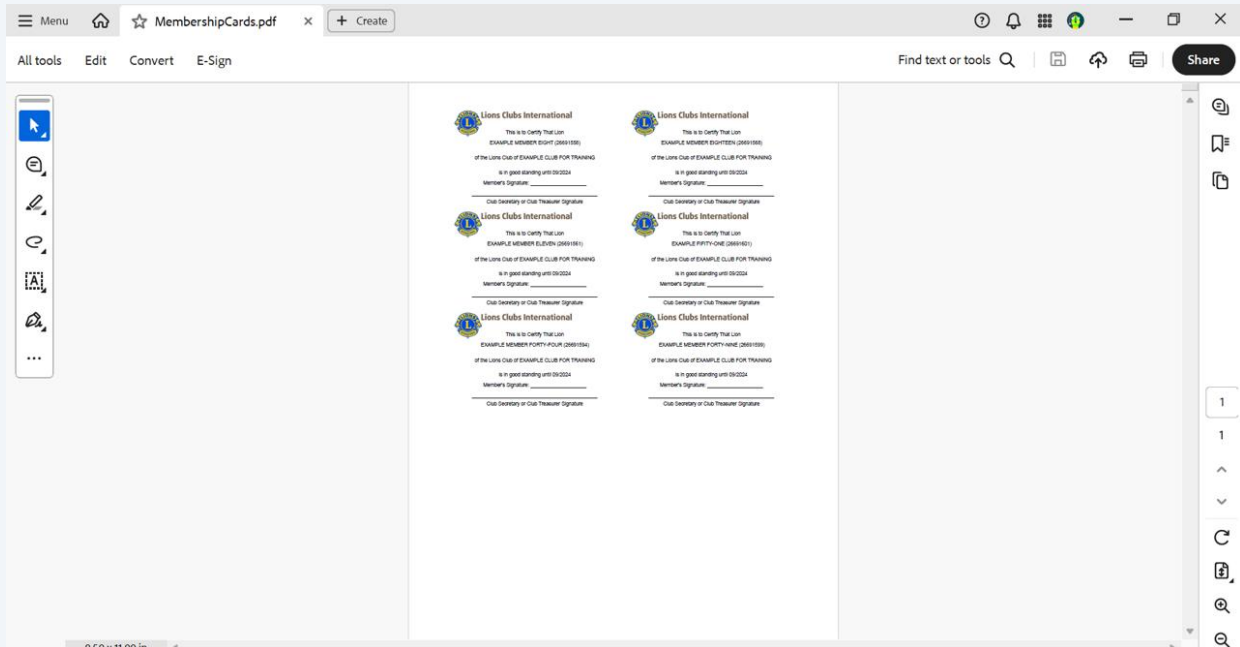 Menu
MembershipCards.pdf
Create
All tools
Edit
Convert
E-Sign
Find text or tools
Share
Lions Clubs International
This is to Certify That Lion
EXAMPLE MEMBER EIGHT (26691558)
of the Lions Club of EXAMPLE CLUB FOR TRAINING
is in good standing until 09/2024
Member's Signature:
Club Secretary or Club Treasurer Signature
Lions Clubs International
This is to Certify That Lion
EXAMPLE MEMBER EIGHTEEN (26691568)
of the Lions Club of EXAMPLE CLUB FOR TRAINING
is in good standing until 09/2024
Member's Signature:
Club Secretary or Club Treasurer Signature
Lions Clubs International
This is to Certify That Lion
EXAMPLE MEMBER ELEVEN (26691561)
of the Lions Club of EXAMPLE CLUB FOR TRAINING
is in good standing until 09/2024
Member's Signature:
Club Secretary or Club Treasurer Signature
Lions Clubs International
This is to Certify That Lion
EXAMPLE FIFITY-ONE (26691601)
of the Lions Club of EXAMPLE CLUB FOR TRAINING
is in good standing until 09/2024
Member's Signature:
Club Secretary or Club Treasurer Signature
Lions Clubs International
This is to Certify That Lion
EXAMPLE MEMBER FORTY-FOUR (26691594)
of the Lions Club of EXAMPLE CLUB FOR TRAINING
is in good standing until 09/2024
Member's Signature:
Club Secretary or Club Treasurer Signature
Lions Clubs International
This is to Certify That Lion
EXAMPLE MEMBER FORTY-NINE (26691599)
of the Lions Club of EXAMPLE CLUB FOR TRAINING
is in good standing until 09/2024
Member's Signature:
Club Secretary or Club Treasurer Signature
1
1